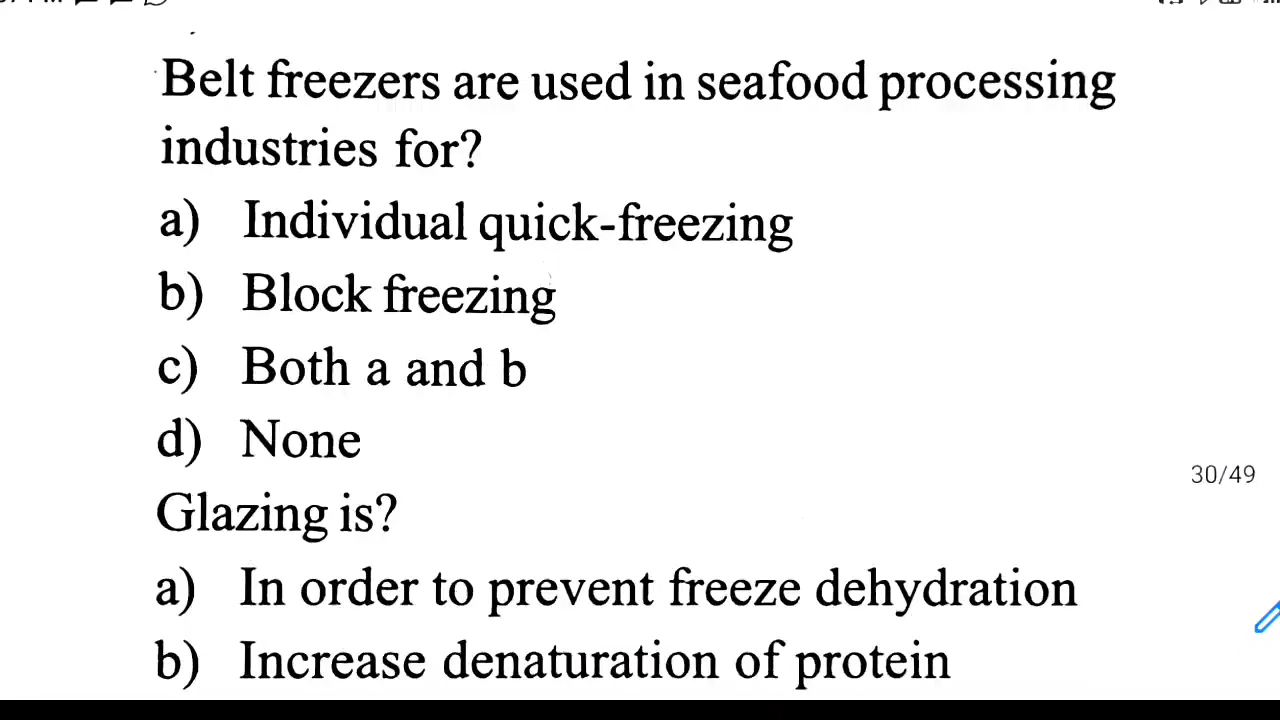 Belt freezers are used in seafood processing
industries for?
a) Individual quick-freezing
b) Block freezing
c) Both a and b
d) None
30/49
Glazing is?
a) In order to prevent freeze dehydration
b) Increase denaturation of protein